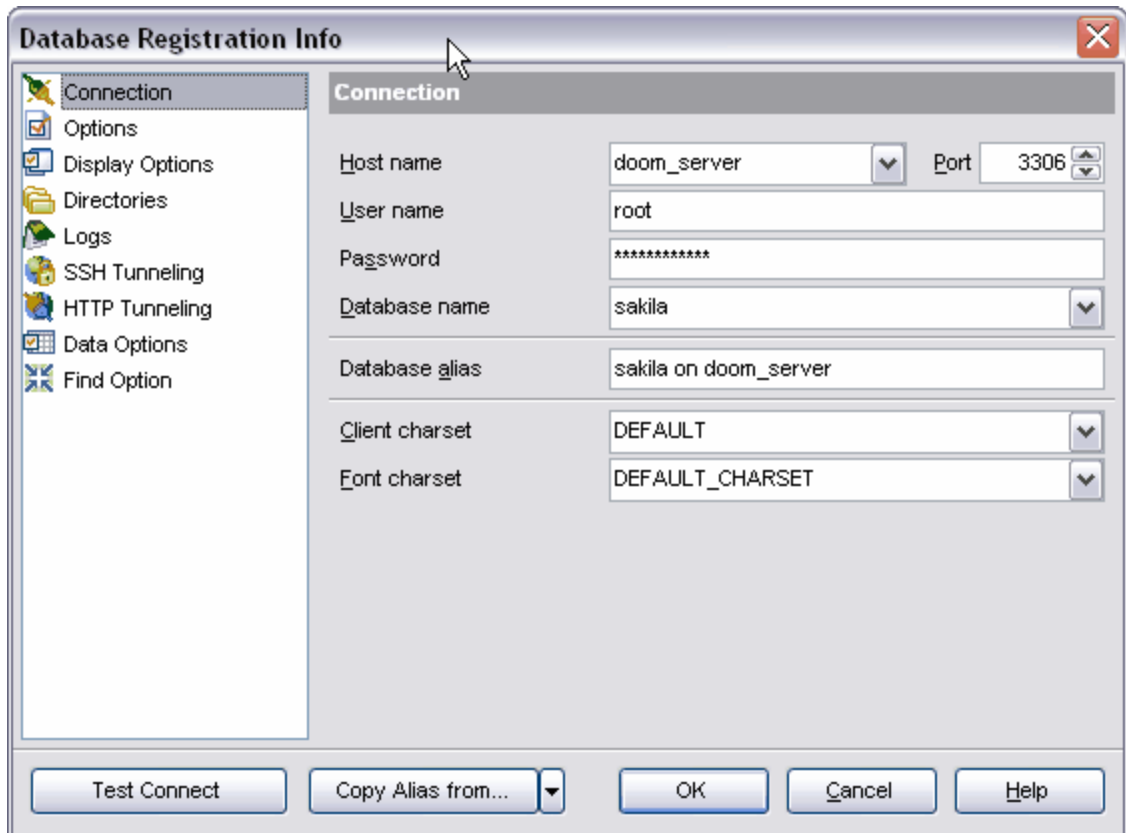 Database Registration Info
Connection
Options
Display Options
Directories
Logs
SSH Tunneling
HTTP Tunneling
Data Options
Find Option
Connection
Host name doom_server Port 3306
User name root
Password ************
Database name sakila
Database alias sakila on doom_server
Client charset DEFAULT
Font charset DEFAULT_CHARSET
Test Connect Copy Alias from... OK Cancel Help